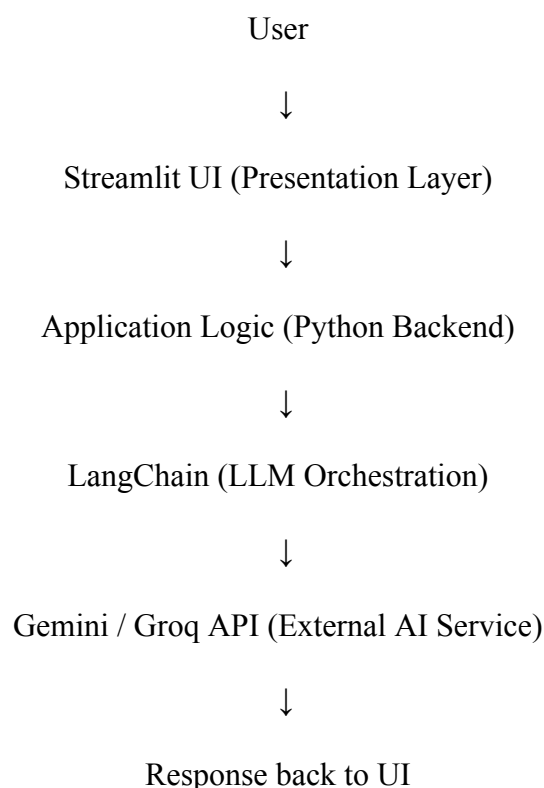 User
↓
Streamlit UI (Presentation Layer)
↓
Application Logic (Python Backend)
↓
LangChain (LLM Orchestration)
↓
Gemini / Groq API (External AI Service)
↓
Response back to UI